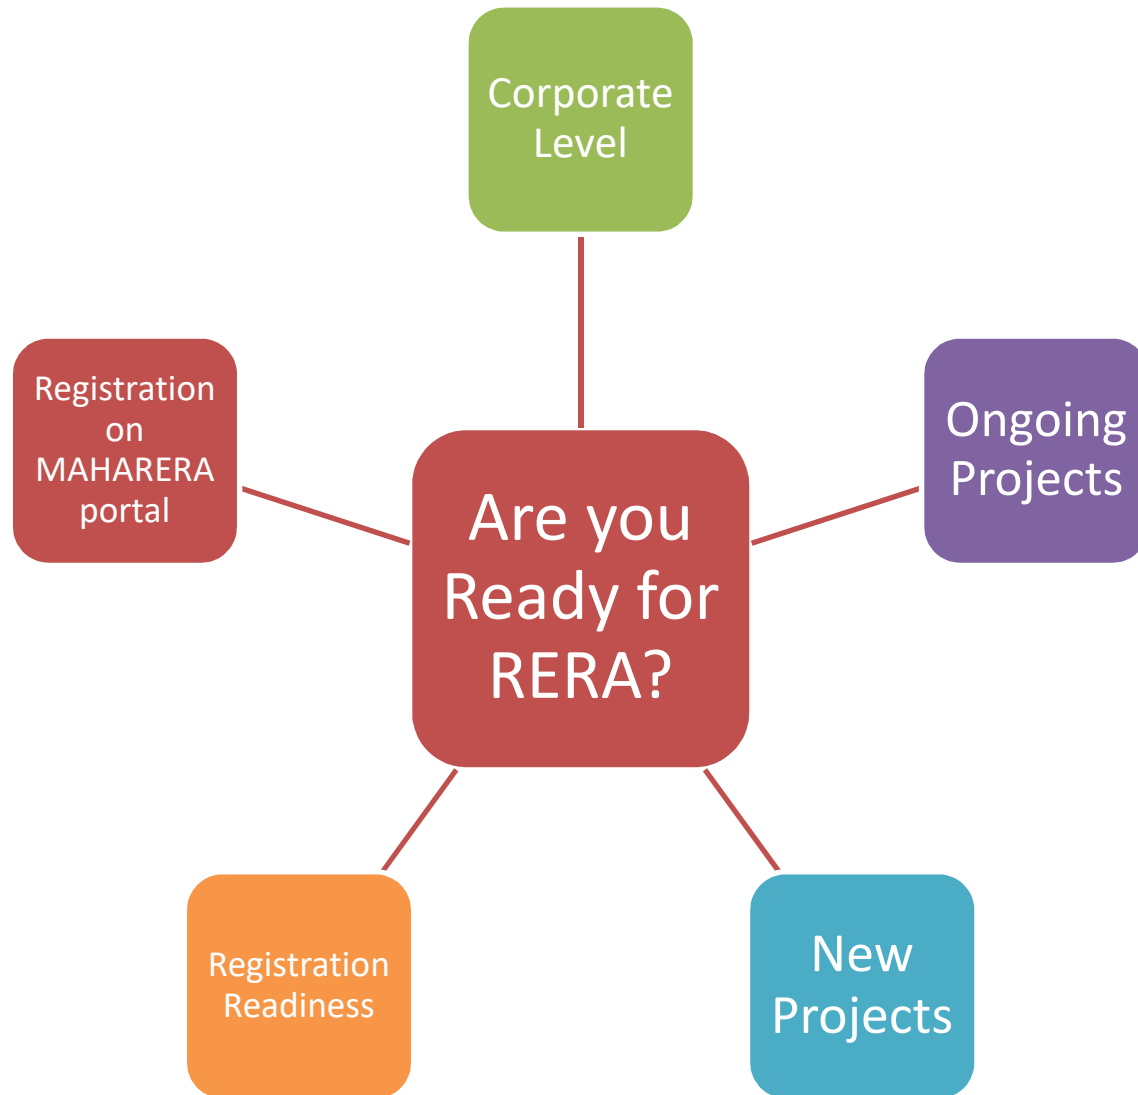 Corporate
Level
Registration
on
MAHARERA
portal
Ongoing
Projects
Are you
Ready for
RERA?
Registration
Readiness
New
Projects